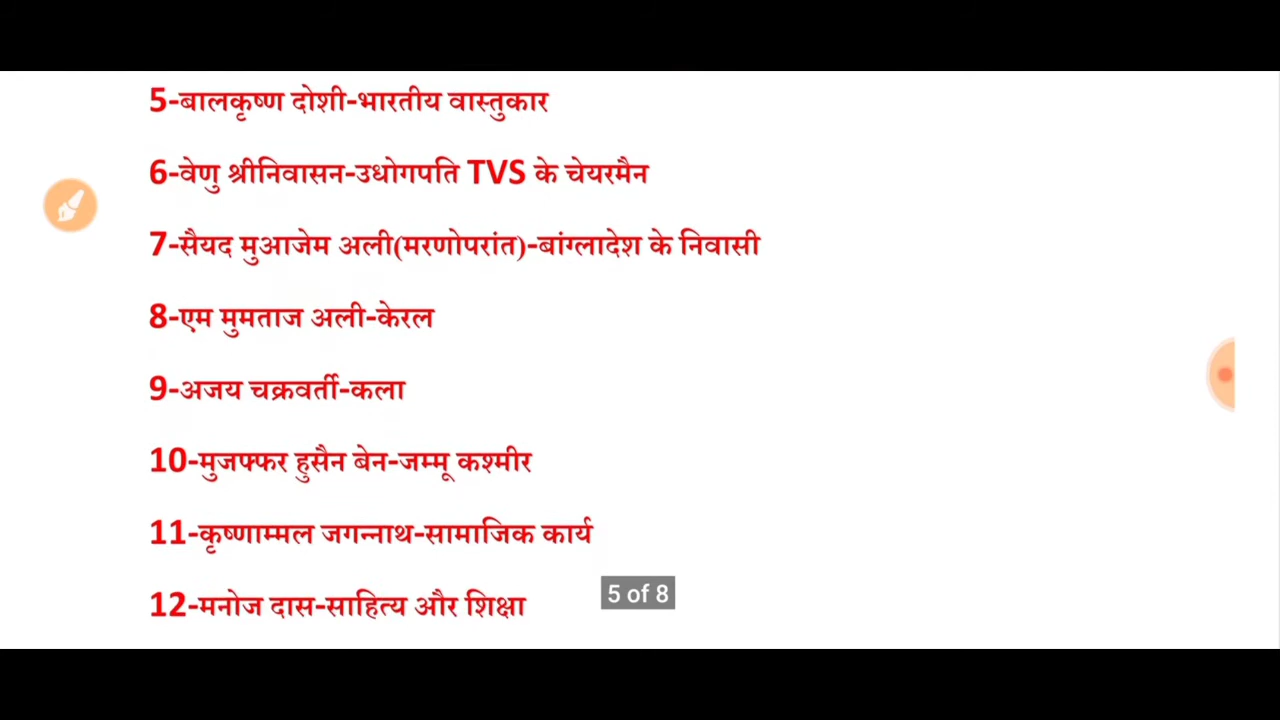 5-बालकृष्ण दोशी-भारतीय वास्तुकार
6-वेणु श्रीनिवासन-उधोगपति TVS के चेयरमैन
7-सैयद मुआजेम अली(मरणोपरांत)-बांग्लादेश के निवासी
8-एम मुमताज अली-केरल
9-अजय चक्रवर्ती-कला
10-मुजफ्फर हुसैन बेन-जम्मू कश्मीर
11-कृष्णाम्मल जगन्नाथ-सामाजिक कार्य
12-मनोज दास-साहित्य और शिक्षा
5 of 8